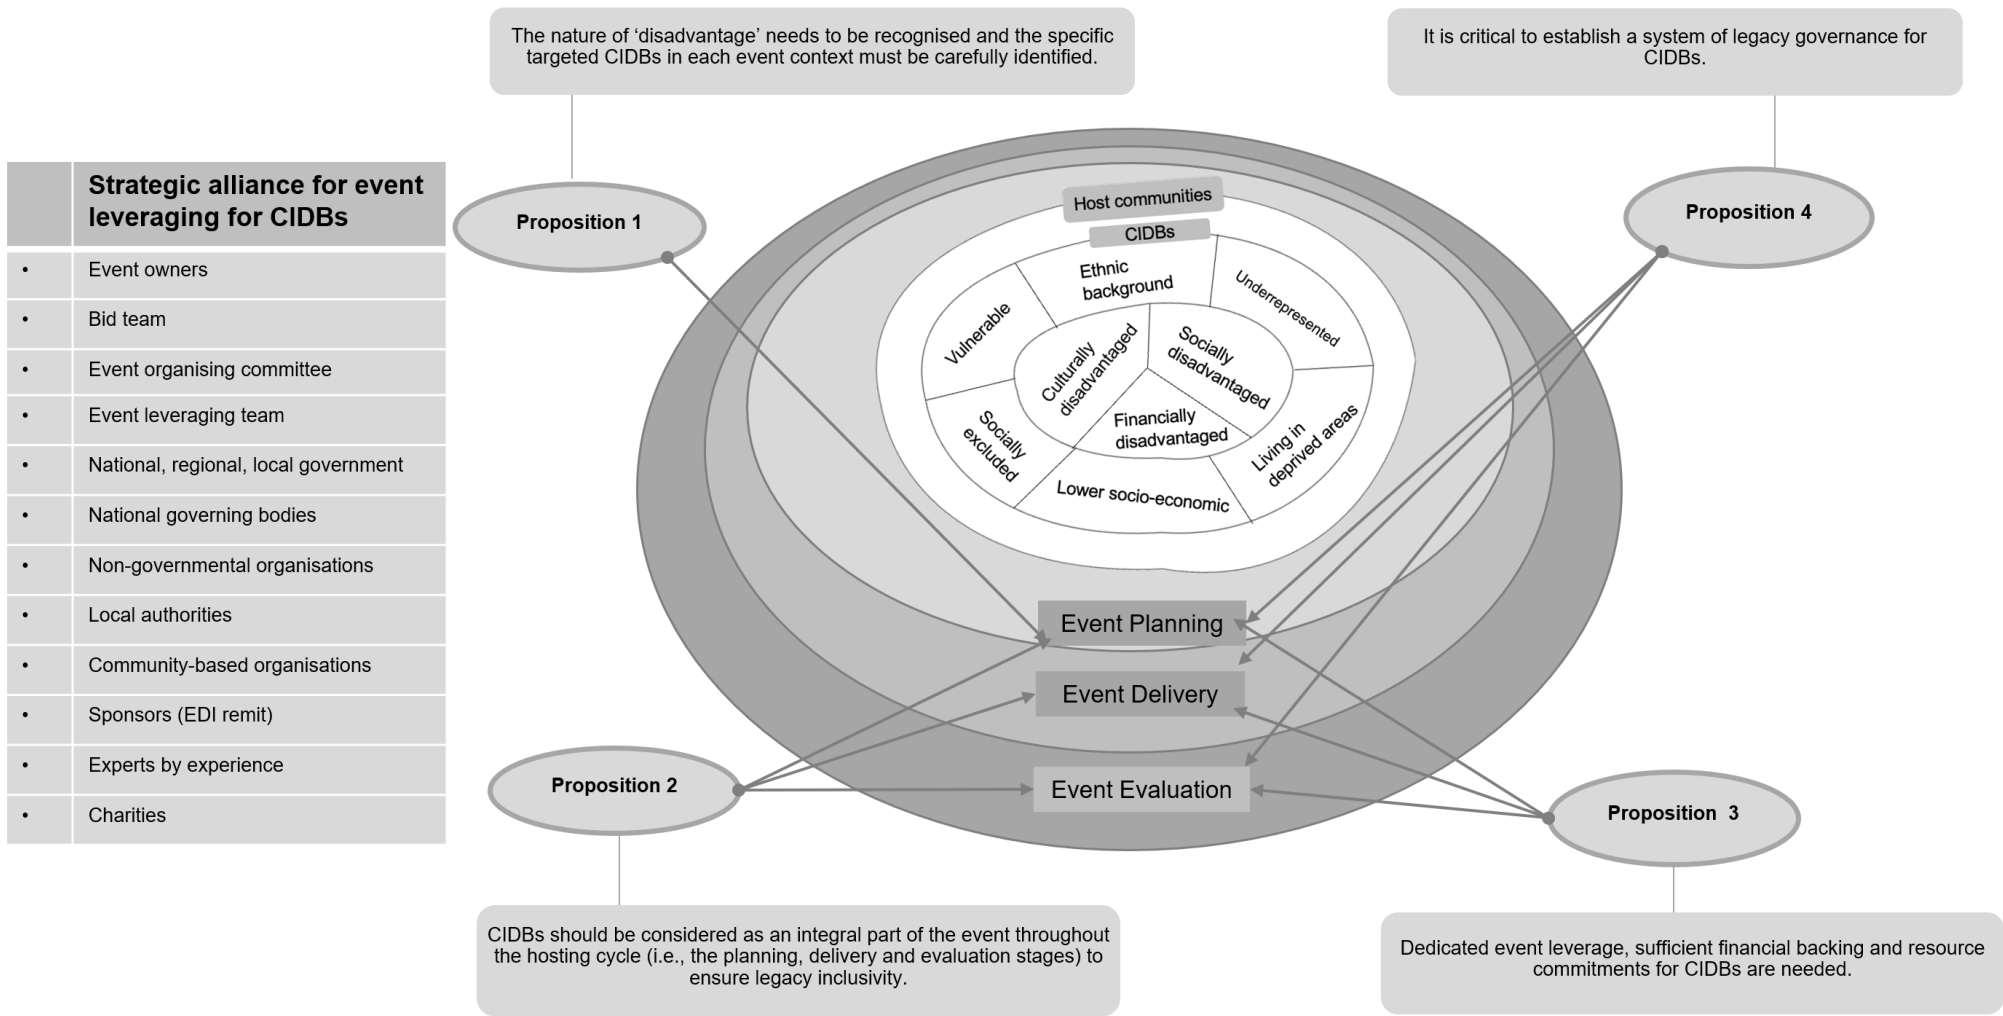 The nature of ‘disadvantage’ needs to be recognised and the specific
targeted CIDBs in each event context must be carefully identified.
It is critical to establish a system of legacy governance for
CIDBs.
Strategic alliance for event
leveraging for CIDBs
• Event owners
• Bid team
• Event organising committee
• Event leveraging team
• National, regional, local government
• National governing bodies
• Non-governmental organisations
• Local authorities
• Community-based organisations
• Sponsors (EDI remit)
• Experts by experience
• Charities
Proposition 1
Proposition 4
Host communities
CIDBs
Vulnerable
Ethnic
background
Underrepresented
Culturally
disadvantaged
Socially
disadvantaged
Financially
disadvantaged
Socially
excluded
Lower socio-economic
Living in
deprived areas
Event Planning
Event Delivery
Event Evaluation
Proposition 2
Proposition  3
CIDBs should be considered as an integral part of the event throughout
the hosting cycle (i.e., the planning, delivery and evaluation stages) to
ensure legacy inclusivity.
Dedicated event leverage, sufficient financial backing and resource
commitments for CIDBs are needed.